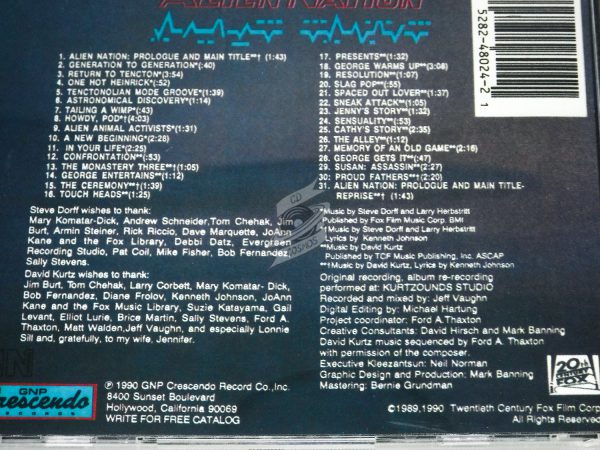 ALIEN NATION
5282-48024-2 1
1. ALIEN NATION: PROLOGUE AND MAIN TITLE**† (1:43)
2. GENERATION TO GENERATION*(:40)
3. RETURN TO TENCTON*(3:54)
4. ONE HOT HEINRICK*(:52)
5. TENCTONOLIAN MODE GROOVE*(1:39)
6. ASTRONOMICAL DISCOVERY*(1:14)
7. TAILING A WIMP*(:43)
8. HOWDY, POD*†(4:03)
9. ALIEN ANIMAL ACTIVISTS*(1:31)
10. A NEW BEGINNING*(2:28)
11. IN YOUR LIFE*(2:25)
12. CONFRONTATION**(:53)
13. THE MONASTERY THREE**†(1:05)
14. GEORGE ENTERTAINS**(1:12)
15. THE CEREMONY**†(1:39)
16. TOUCH HEADS**(1:25)
17. PRESENTS**(1:32)
18. GEORGE WARMS UP**(3:08)
19. RESOLUTION**(1:07)
20. SLAG POP**(:55)
21. SPACED OUT LOVER**(1:37)
22. SNEAK ATTACK**(1:05)
23. JENNY'S STORY**(1:32)
24. SENSUALITY**(:53)
25. CATHY'S STORY**(2:35)
26. THE ALLEY**(1:12)
27. MEMORY OF AN OLD GAME**(2:16)
28. GEORGE GETS IT**(:47)
29. SUSAN: ASSASSIN**(2:27)
30. PROUD FATHERS**(2:20)
31. ALIEN NATION: PROLOGUE AND MAIN TITLE-
REPRISE**† (1:43)
Steve Dorff wishes to thank:
Mary Komatar-Dick, Andrew Schneider,Tom Chehak, Jim
Burt, Armin Steiner, Rick Riccio, Dave Marquette, JoAnn
Kane and the Fox Library, Debbi Datz, Evergreen
Recording Studio, Pat Coil, Mike Fisher, Bob Fernandez,
Sally Stevens.
David Kurtz wishes to thank:
Jim Burt, Tom Chehak, Larry Corbett, Mary Komatar- Dick,
Bob Fernandez, Diane Frolov, Kenneth Johnson, JoAnn
Kane and the Fox Music Library, Suzie Katayama, Gail
Levant, Elliot Lurie, Brice Martin, Sally Stevens, Ford A.
Thaxton, Matt Walden,Jeff Vaughn, and especially Lonnie
Sill and, gratefully, to my wife, Jennifer.
*Music by Steve Dorff and Larry Herbstritt
Published by Fox Film Music Corp. BMI
*†Music by Steve Dorff and Larry Herbstritt
Lyrics by Kenneth Johnson
**Music by David Kurtz
Published by TCF Music Publishing, Inc. ASCAP
**†Music by David Kurtz, Lyrics by Kenneth Johnson
Original recording, album re-recording
performed at: KURTZOUNDS STUDIO
Recorded and mixed by: Jeff Vaughn
Digital Editing by: Michael Hartung
Project coordinator: Ford A.Thaxton
Creative Consultants: David Hirsch and Mark Banning
David Kurtz music sequenced by Ford A. Thaxton
with permission of the composer.
Executive Kleezantsun: Neil Norman
Graphic Design and Production: Mark Banning
Mastering: Bernie Grundman
CD COSMOS
GNP
Crescendo
RECORDS
℗ 1990 GNP Crescendo Record Co.,Inc.
8400 Sunset Boulevard
Hollywood, California 90069
WRITE FOR FREE CATALOG
20th
CENTURY
FOX
©1989,1990 Twentieth Century Fox Film Corp
All Rights Reserved.